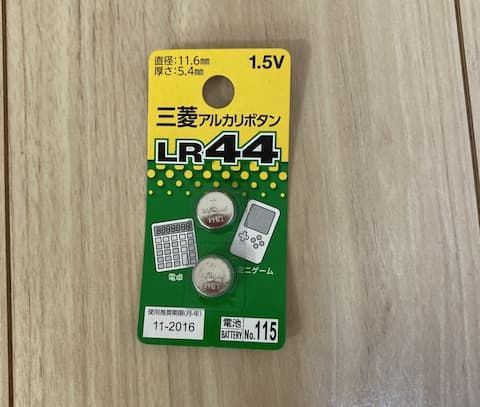 直径:11.6㎜
厚さ:5.4㎜
1.5V
三菱アルカリボタン
LR44
LR44
LR44
電卓
ミニゲーム
使用推奨期限(月-年)
11-2016
電池
BATTERY
No.115